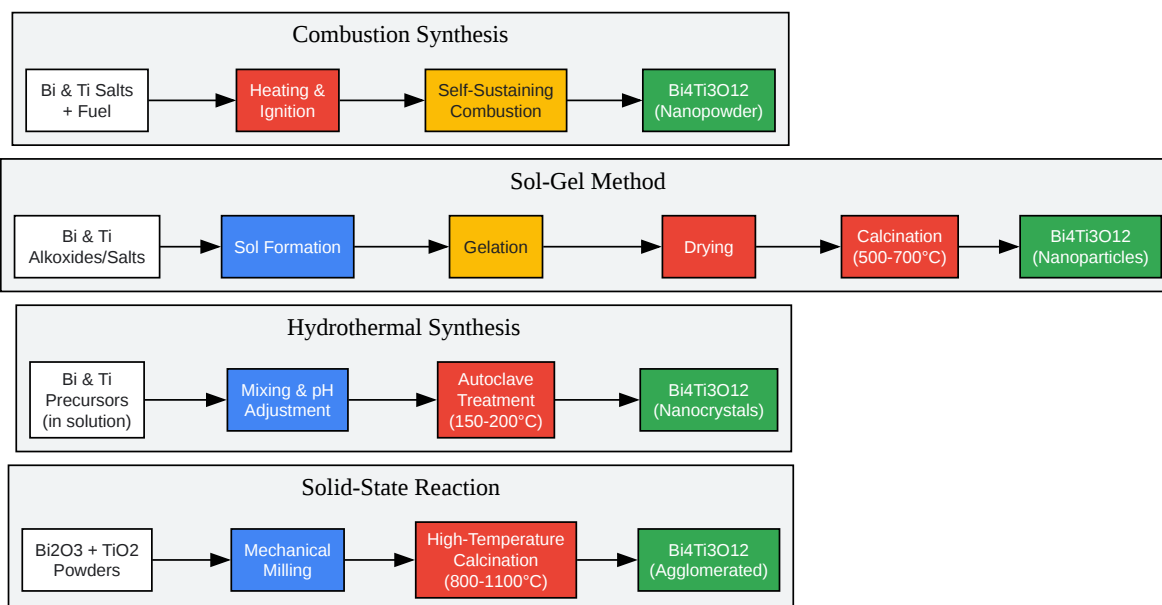 Combustion Synthesis
Bi & Ti Salts
+ Fuel
Heating &
Ignition
Self-Sustaining
Combustion
Bi4Ti3O12
(Nanopowder)
Sol-Gel Method
Bi & Ti
Alkoxides/Salts
Sol Formation
Gelation
Drying
Calcination
(500-700°C)
Bi4Ti3O12
(Nanoparticles)
Hydrothermal Synthesis
Bi & Ti
Precursors
(in solution)
Mixing & pH
Adjustment
Autoclave
Treatment
(150-200°C)
Bi4Ti3O12
(Nanocrystals)
Solid-State Reaction
Bi2O3 + TiO2
Powders
Mechanical
Milling
High-Temperature
Calcination
(800-1100°C)
Bi4Ti3O12
(Agglomerated)